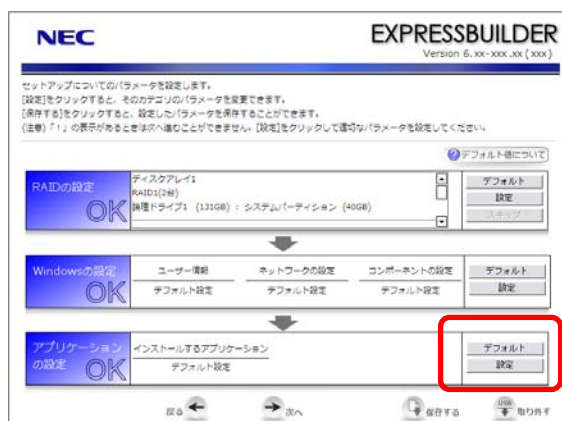 NEC
EXPRESSBUILDER
Version 6.xx-xxx.xx (xxx)
セットアップについてのパラメータを設定します。
[設定]をクリックすると、そのカテゴリのパラメータを変更できます。
[保存する]をクリックすると、設定したパラメータを保存することができます。
(注意)「！」の表示があるときは次へ進むことができません。[設定]をクリックして適切なパラメータを設定してください。
デフォルト値について
RAIDの設定
OK
ディスクアレイ1
RAID1(2台)
論理ドライブ1 (131GB) : システムパーティション (40GB)
デフォルト
設定
スキップ
Windowsの設定
OK
ユーザー情報 ネットワークの設定 コンポーネントの設定
デフォルト設定 デフォルト設定 デフォルト設定
デフォルト
設定
アプリケーション
の設定 OK
インストールするアプリケーション
デフォルト設定
デフォルト
設定
戻る 次へ 保存する USB 取り外す